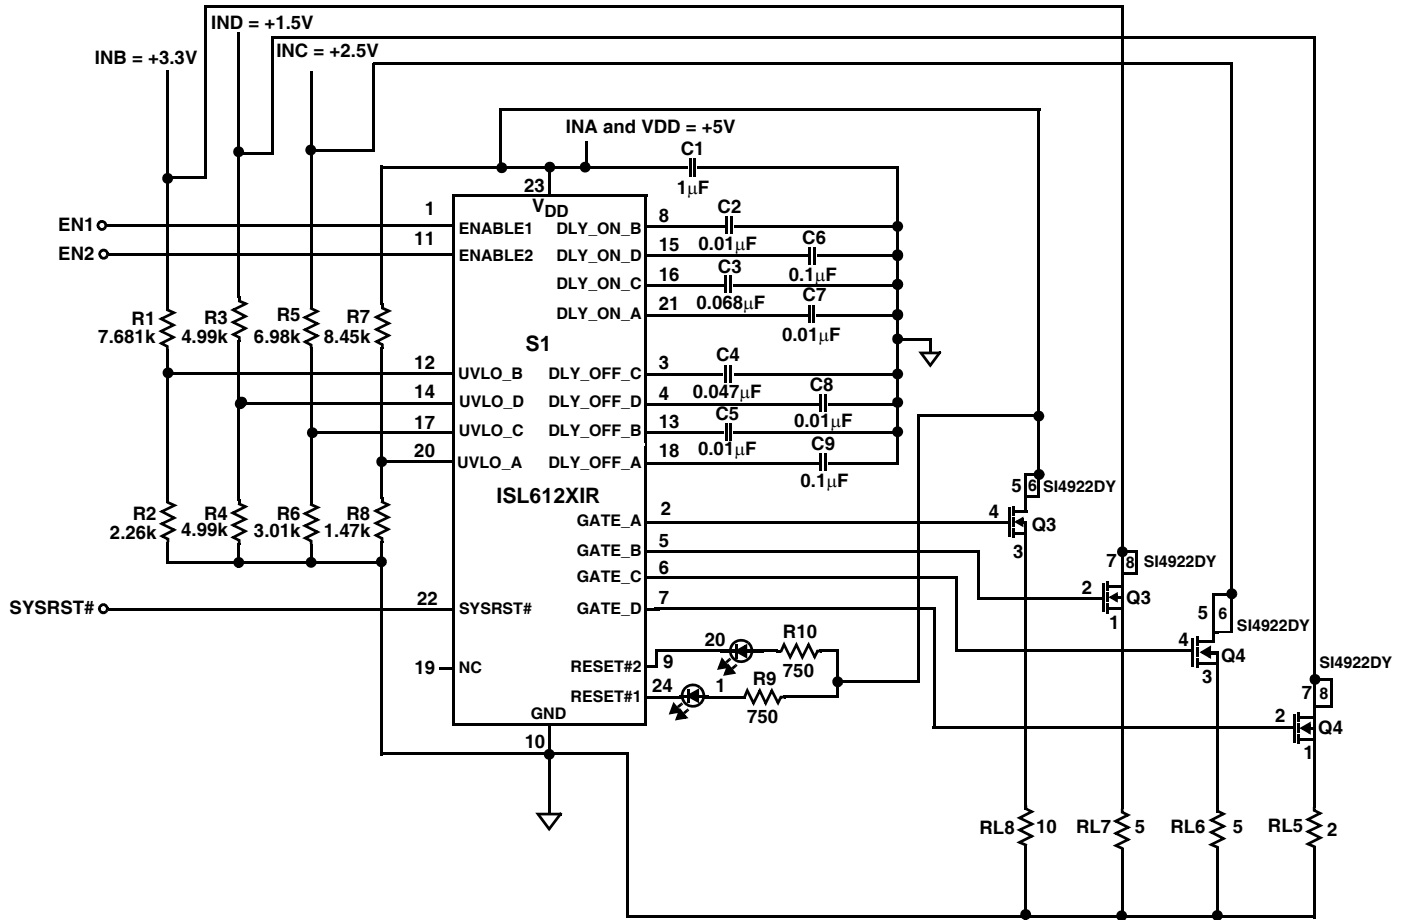 IND = +1.5V
INB = +3.3V
INC = +2.5V
INA and VDD = +5V
C1
1µF
23
VDD
EN1
1
ENABLE1
EN2
11
ENABLE2
DLY_ON_B
8
C2
0.01µF
DLY_ON_D
15
C6
0.1µF
DLY_ON_C
16
C3
0.068µF
DLY_ON_A
21
C7
0.01µF
R1
7.681k
R3
4.99k
R5
6.98k
R7
8.45k
S1
12
UVLO_B
14
UVLO_D
17
UVLO_C
20
UVLO_A
DLY_OFF_C
3
C4
0.047µF
DLY_OFF_D
4
C8
0.01µF
DLY_OFF_B
13
C5
0.01µF
DLY_OFF_A
18
C9
0.1µF
ISL612XIR
R2
2.26k
R4
4.99k
R6
3.01k
R8
1.47k
GATE_A
2
GATE_B
5
GATE_C
6
GATE_D
7
5
6
SI4922DY
4
Q3
3
7
8
SI4922DY
2
Q3
1
5
6
SI4922DY
4
Q4
3
SI4922DY
7
8
2
Q4
1
SYSRST#
22
SYSRST#
19
NC
RESET#2
9
20
R10
750
RESET#1
24
1
R9
750
GND
10
RL8
10
RL7
5
RL6
5
RL5
2